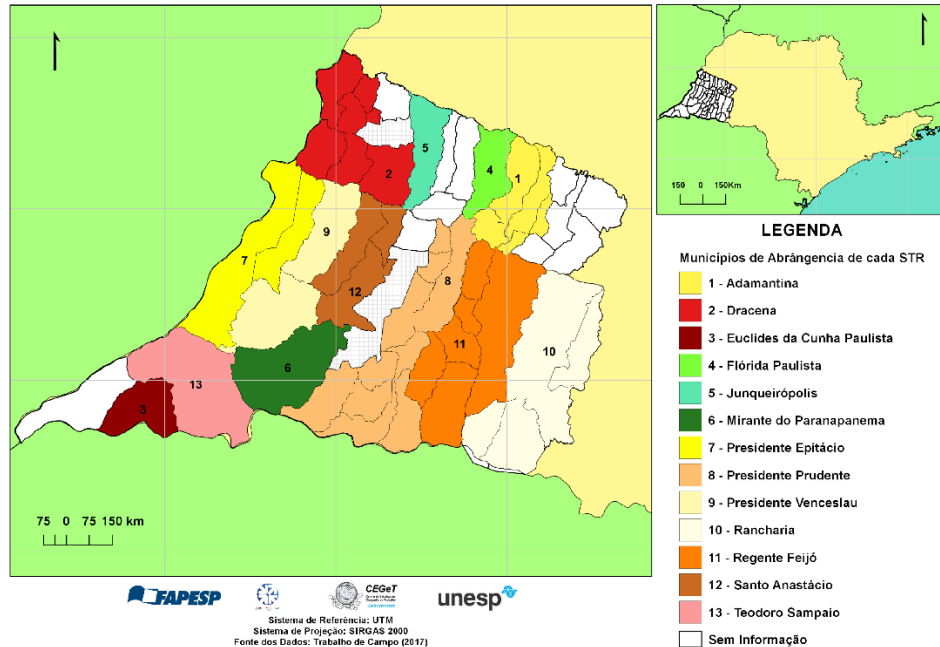 5
2
4
1
9
7
8
12
11
10
6
13
3
75 0 75 150 km
150 0 150Km
LEGENDA
Municípios de Abrângencia de cada STR
1 - Adamantina
2 - Dracena
3 - Euclides da Cunha Paulista
4 - Flórida Paulista
5 - Junqueirópolis
6 - Mirante do Paranapanema
7 - Presidente Epitácio
8 - Presidente Prudente
9 - Presidente Venceslau
10 - Rancharia
11 - Regente Feijó
12 - Santo Anastácio
13 - Teodoro Sampaio
Sem Informação
FAPESP
CEGeT
unesp
Sistema de Referência: UTM
Sistema de Projeção: SIRGAS 2000
Fonte dos Dados: Trabalho de Campo (2017)